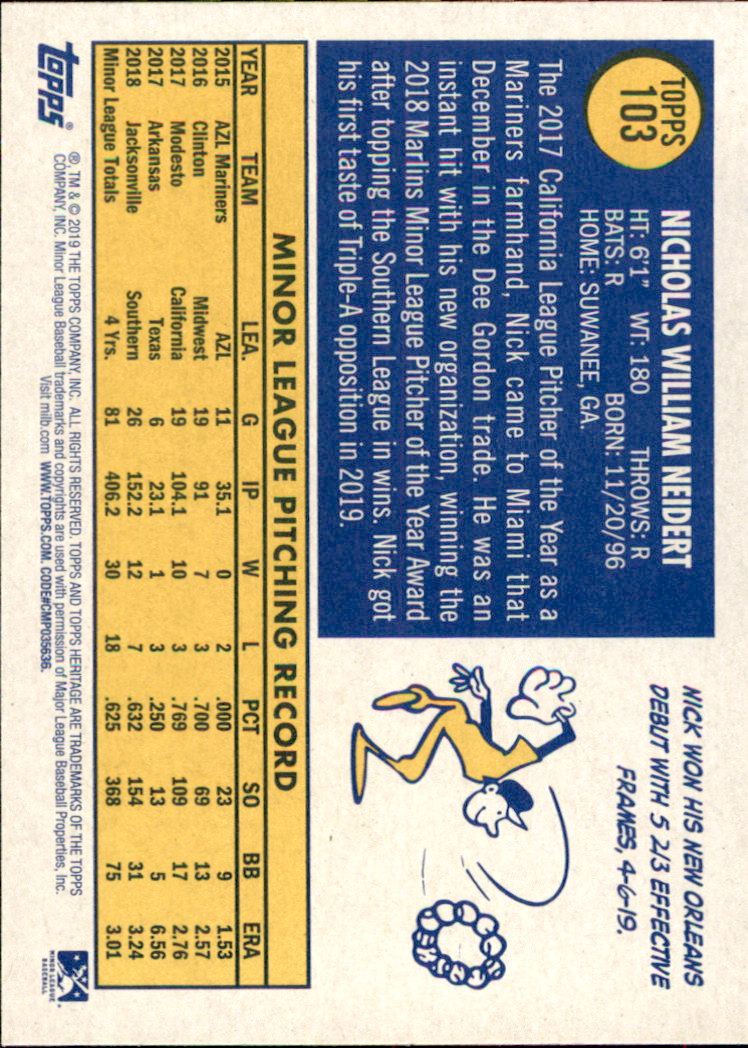 TOPPS
103
NICHOLAS WILLIAM NEIDERT
HT: 6'1" WT: 180 THROWS: R
BATS: R BORN: 11/20/96
HOME: SUWANEE, GA.
The 2017 California League Pitcher of the Year as a
Mariners farmhand, Nick came to Miami that
December in the Dee Gordon trade. He was an
instant hit with his new organization, winning the
2018 Marlins Minor League Pitcher of the Year Award
after topping the Southern League in wins. Nick got
his first taste of Triple-A opposition in 2019.
NICK WON HIS NEW ORLEANS
DEBUT WITH 5 2/3 EFFECTIVE
FRAMES, 4-6-19.
MINOR LEAGUE PITCHING RECORD
YEAR TEAM LEA. G IP W L PCT SO BB ERA
2015 AZL Mariners AZL 11 35.1 0 2 .000 23 9 1.53
2016 Clinton Midwest 19 91 7 3 .700 69 13 2.57
2017 Modesto California 19 104.1 10 3 .769 109 17 2.76
2017 Arkansas Texas 6 23.1 1 3 .250 13 5 6.56
2018 Jacksonville Southern 26 152.2 12 7 .632 154 31 3.24
Minor League Totals 4 Yrs. 81 406.2 30 18 .625 368 75 3.01
topps®
® TM & © 2019 THE TOPPS COMPANY, INC. ALL RIGHTS RESERVED. TOPPS AND TOPPS HERITAGE ARE TRADEMARKS OF THE TOPPS
COMPANY, INC. Minor League Baseball trademarks and copyrights are used with permission of Major League Baseball Properties, Inc.
Visit milb.com WWW.TOPPS.COM. CODE#CMP035636.
MINOR LEAGUE
BASEBALL